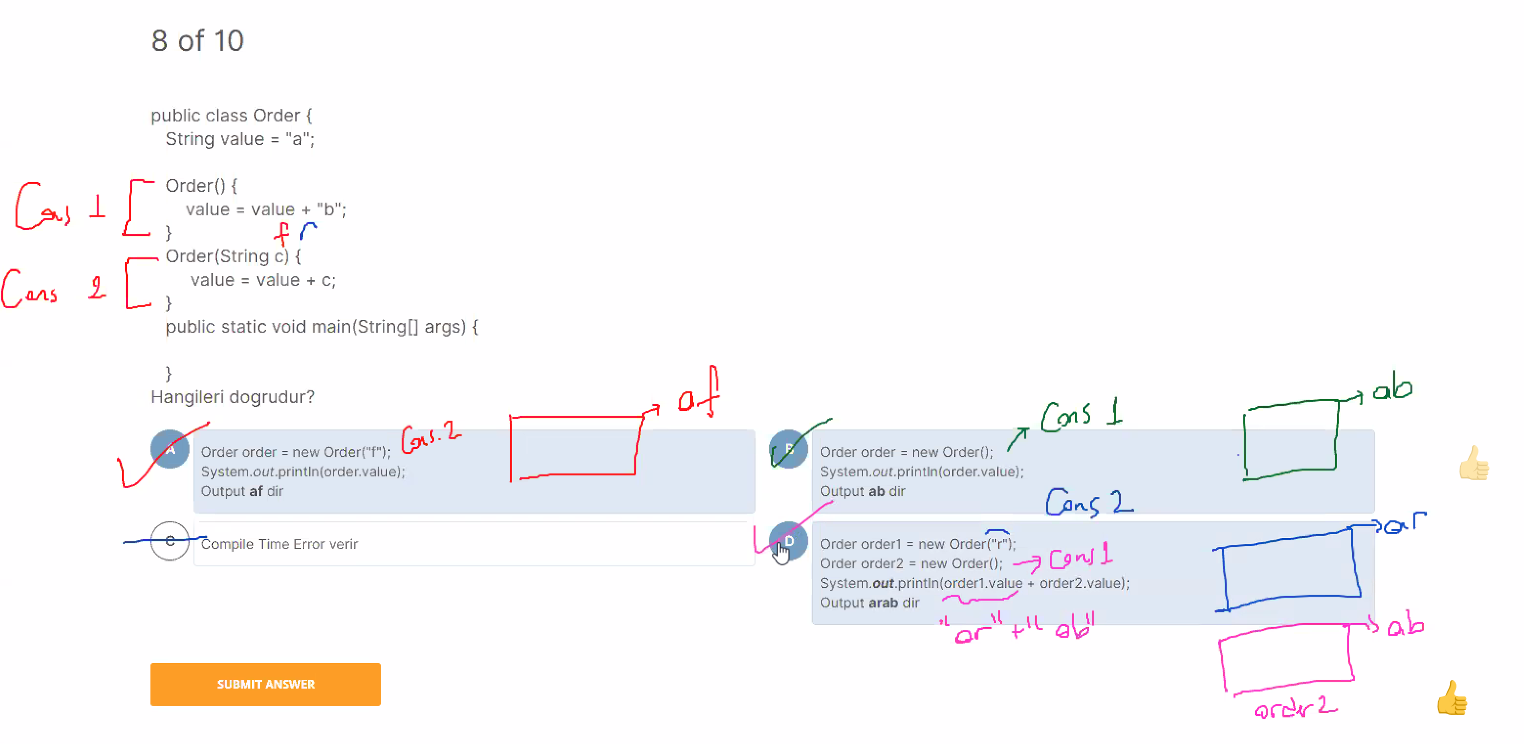 8 of 10
public class Order {
String value = "a";
Cons 1
Order() {
value = value + "b";
}
f r
Order(String c) {
Cons 2
value = value + c;
}
public static void main(String[] args) {
}
Hangileri dogrudur?
A
Order order = new Order("f");
System.out.println(order.value);
Output af dir
Cons.2
af
B
Order order = new Order();
System.out.println(order.value);
Output ab dir
Cons 1
ab
C
Compile Time Error verir
D
Order order1 = new Order("r");
Order order2 = new Order();
System.out.println(order1.value + order2.value);
Output arab dir
Cons 2
Cons 1
"ar" + "ab"
ar
ab
order2
SUBMIT ANSWER